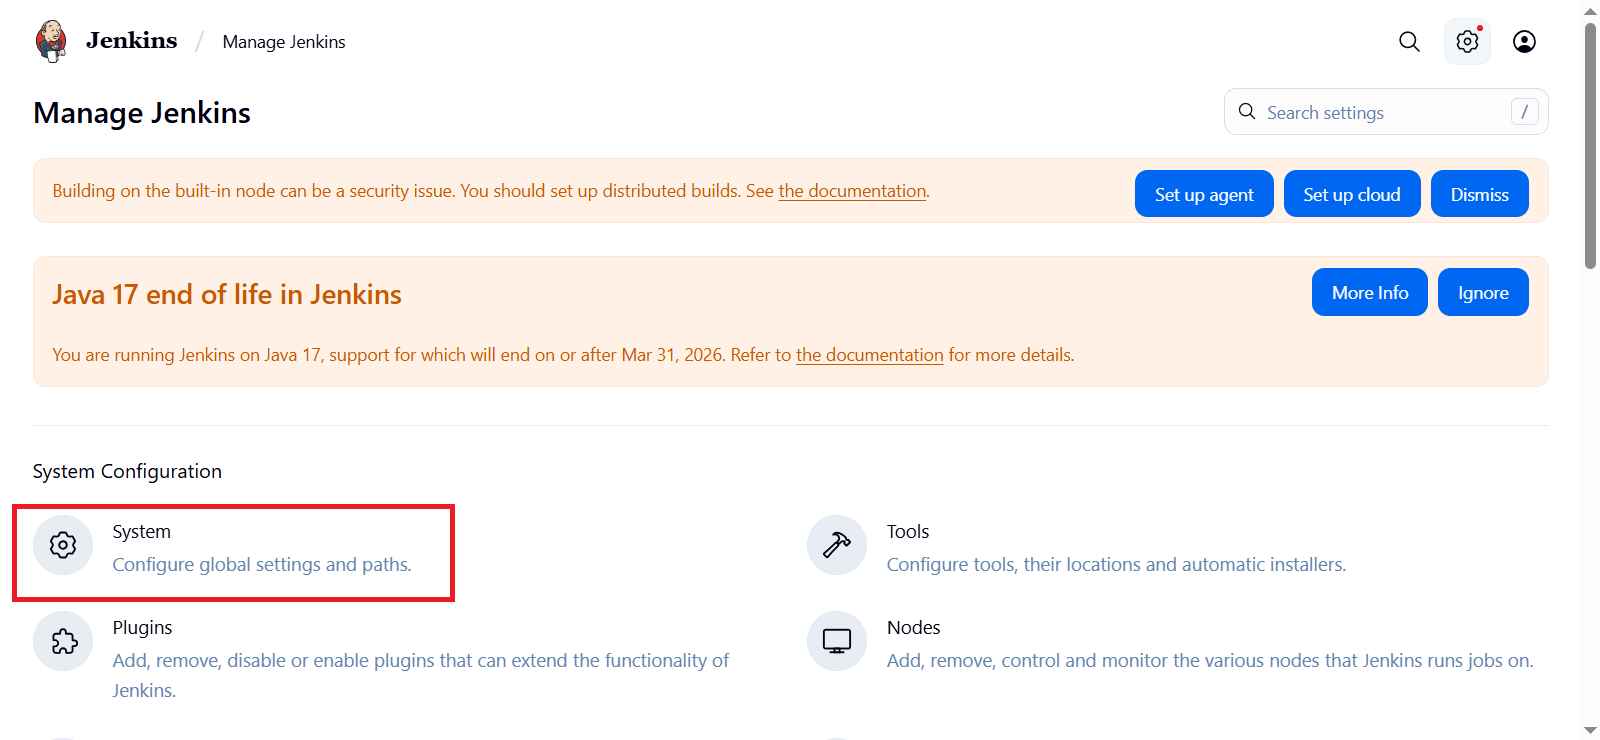 Jenkins / Manage Jenkins
Manage Jenkins
Search settings /
Building on the built-in node can be a security issue. You should set up distributed builds. See the documentation.
Set up agent
Set up cloud
Dismiss
Java 17 end of life in Jenkins
More Info
Ignore
You are running Jenkins on Java 17, support for which will end on or after Mar 31, 2026. Refer to the documentation for more details.
System Configuration
System
Configure global settings and paths.
Tools
Configure tools, their locations and automatic installers.
Plugins
Add, remove, disable or enable plugins that can extend the functionality of
Jenkins.
Nodes
Add, remove, control and monitor the various nodes that Jenkins runs jobs on.